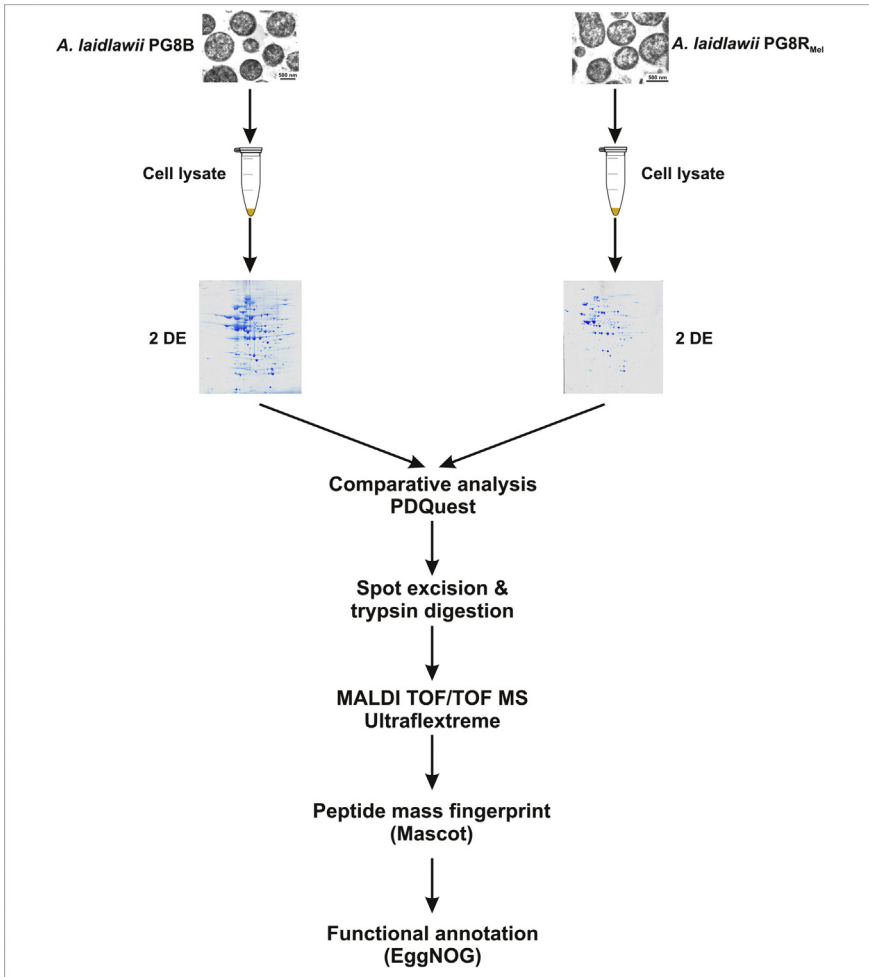 A. laidlawii PG8B
500 nm
A. laidlawii PG8RMel
500 nm
Cell lysate
Cell lysate
2 DE
2 DE
Comparative analysis
PDQuest
Spot excision &
trypsin digestion
MALDI TOF/TOF MS
Ultraflextreme
Peptide mass fingerprint
(Mascot)
Functional annotation
(EggNOG)